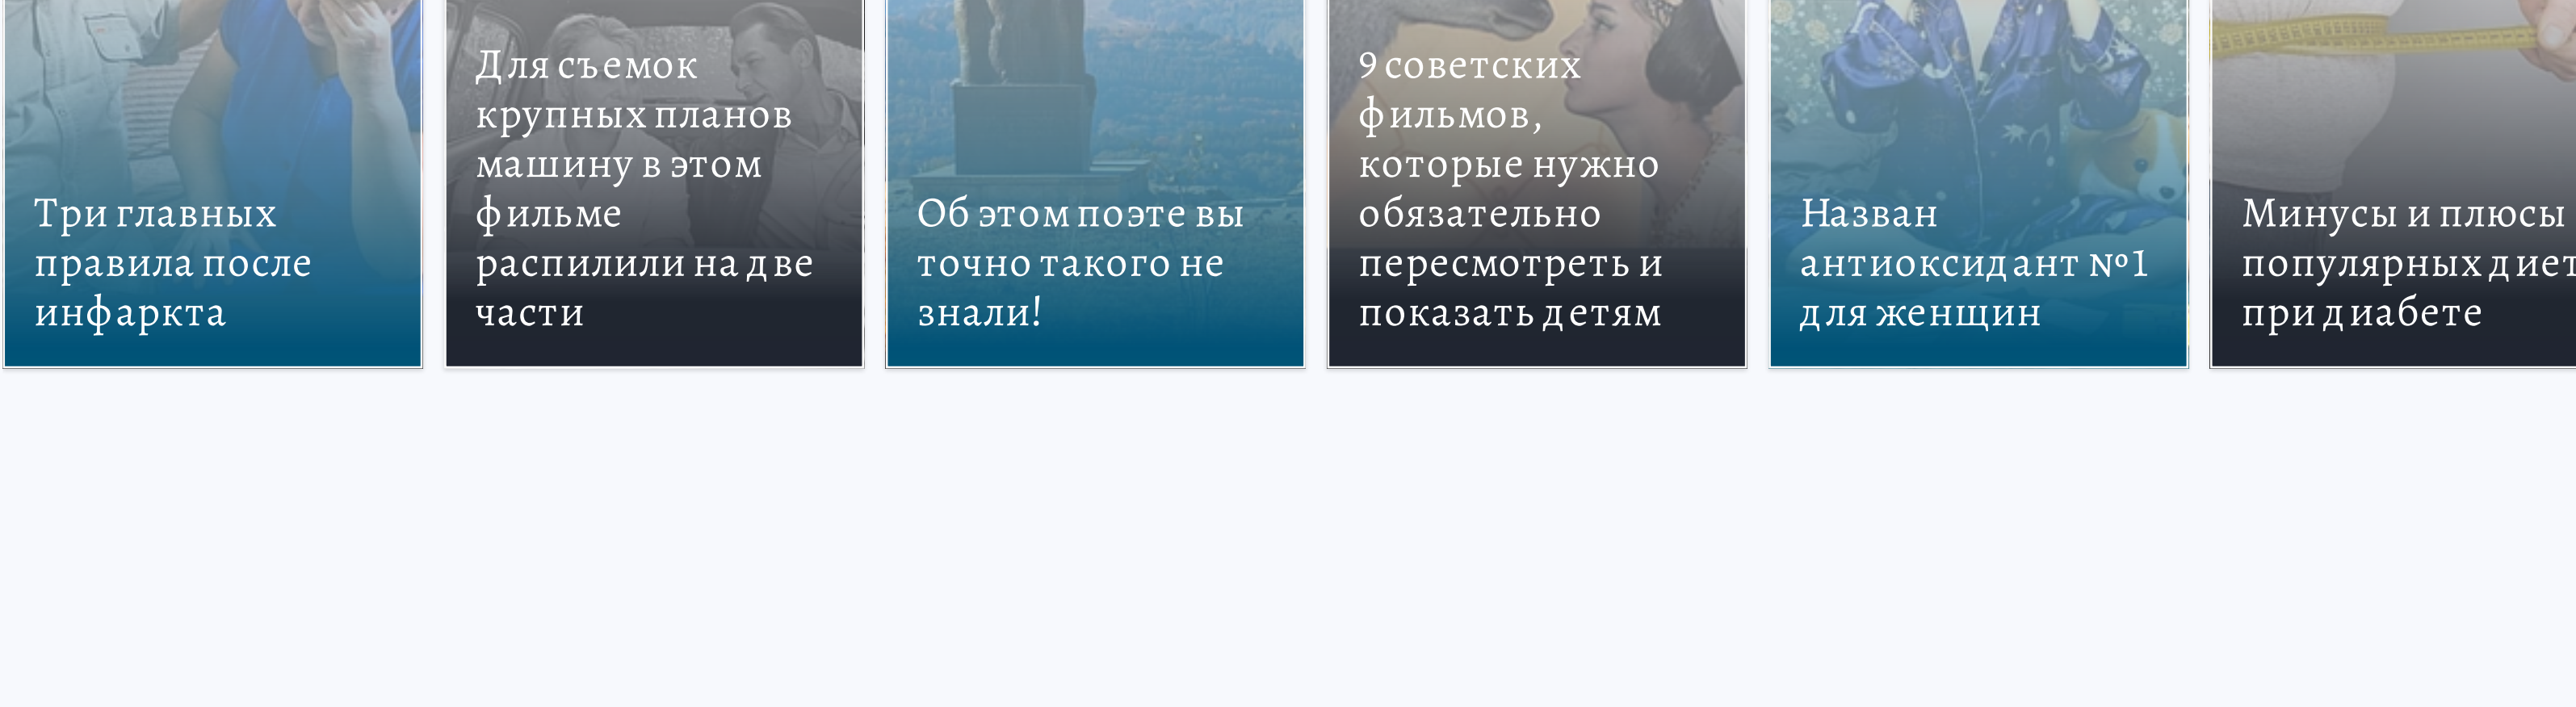 Три главных
правила после
инфаркта
Для съемок
крупных планов
машину в этом
фильме
распилили на две
части
Об этом поэте вы
точно такого не
знали!
9 советских
фильмов,
которые нужно
обязательно
пересмотреть и
показать детям
Назван
антиоксидант №1
для женщин
Минусы и плюсы
популярных диет
при диабете